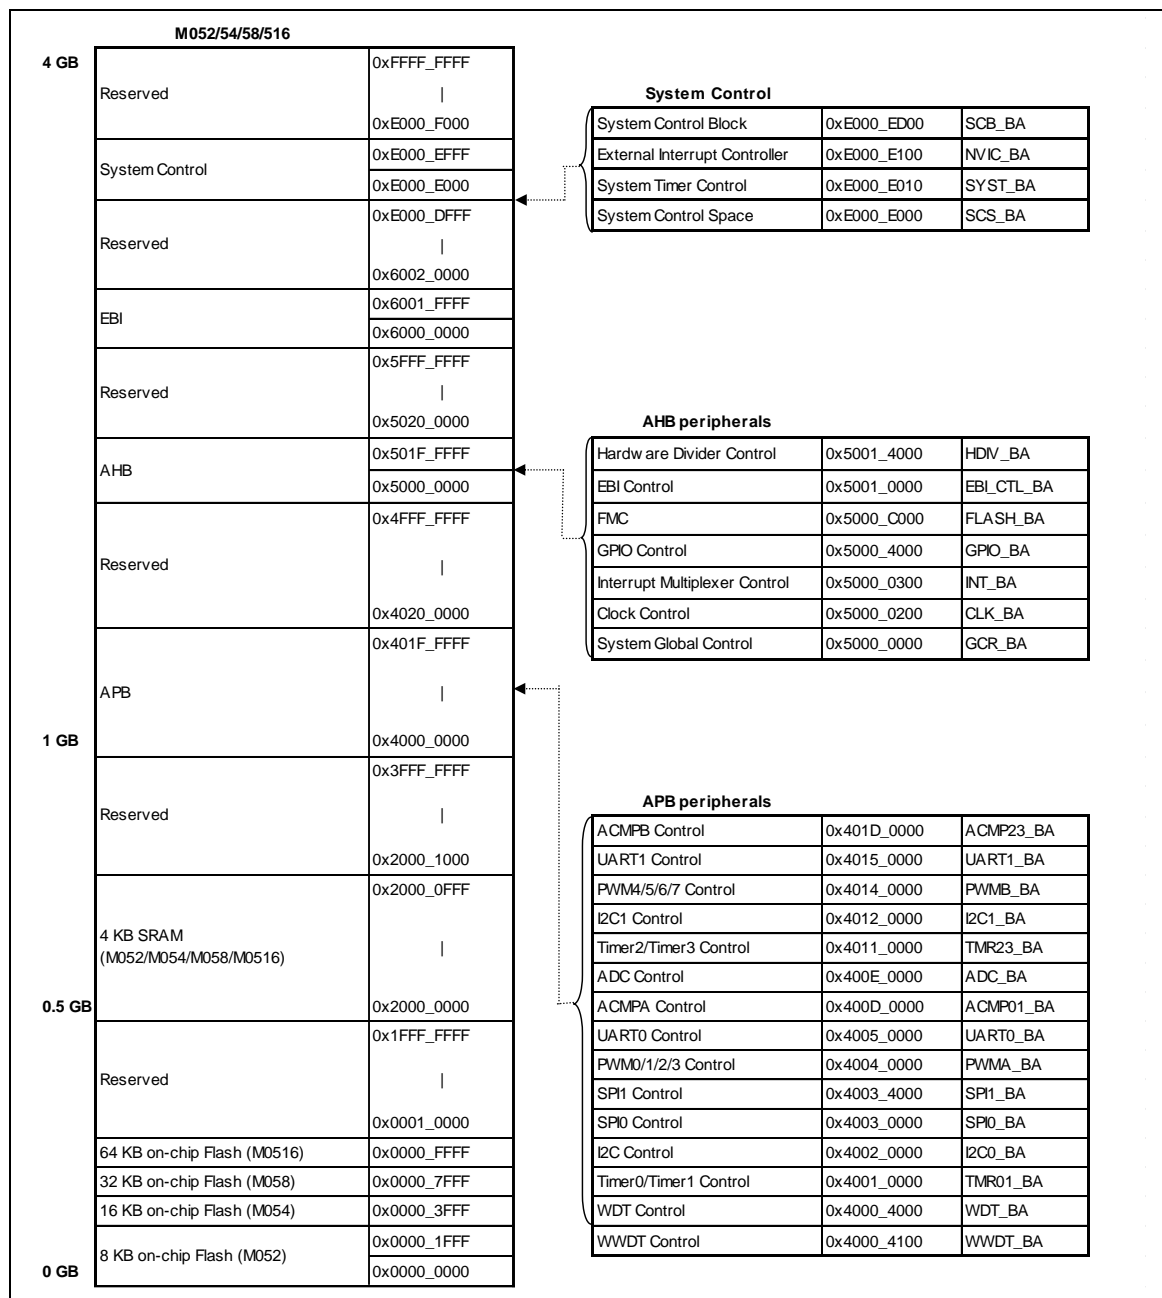 M052/54/58/516
4 GB
Reserved
0xFFFF_FFFF
|
0xE000_F000
System Control
0xE000_EFFF
0xE000_E000
Reserved
0xE000_DFFF
|
0x6002_0000
EBI
0x6001_FFFF
0x6000_0000
Reserved
0x5FFF_FFFF
|
0x5020_0000
AHB
0x501F_FFFF
0x5000_0000
Reserved
0x4FFF_FFFF
|
0x4020_0000
APB
0x401F_FFFF
|
1 GB
0x4000_0000
Reserved
0x3FFF_FFFF
|
0x2000_1000
4 KB SRAM
(M052/M054/M058/M0516)
0x2000_0FFF
|
0.5 GB
0x2000_0000
Reserved
0x1FFF_FFFF
|
0x0001_0000
64 KB on-chip Flash (M0516) 0x0000_FFFF
32 KB on-chip Flash (M058) 0x0000_7FFF
16 KB on-chip Flash (M054) 0x0000_3FFF
8 KB on-chip Flash (M052)
0x0000_1FFF
0 GB
0x0000_0000
System Control
System Control Block 0xE000_ED00 SCB_BA
External Interrupt Controller 0xE000_E100 NVIC_BA
System Timer Control 0xE000_E010 SYST_BA
System Control Space 0xE000_E000 SCS_BA
AHB peripherals
Hardware Divider Control 0x5001_4000 HDIV_BA
EBI Control 0x5001_0000 EBI_CTL_BA
FMC 0x5000_C000 FLASH_BA
GPIO Control 0x5000_4000 GPIO_BA
Interrupt Multiplexer Control 0x5000_0300 INT_BA
Clock Control 0x5000_0200 CLK_BA
System Global Control 0x5000_0000 GCR_BA
APB peripherals
ACMPB Control 0x401D_0000 ACMP23_BA
UART1 Control 0x4015_0000 UART1_BA
PWM4/5/6/7 Control 0x4014_0000 PWMB_BA
I2C1 Control 0x4012_0000 I2C1_BA
Timer2/Timer3 Control 0x4011_0000 TMR23_BA
ADC Control 0x400E_0000 ADC_BA
ACMPA Control 0x400D_0000 ACMP01_BA
UART0 Control 0x4005_0000 UART0_BA
PWM0/1/2/3 Control 0x4004_0000 PWMA_BA
SPI1 Control 0x4003_4000 SPI1_BA
SPI0 Control 0x4003_0000 SPI0_BA
I2C Control 0x4002_0000 I2C0_BA
Timer0/Timer1 Control 0x4001_0000 TMR01_BA
WDT Control 0x4000_4000 WDT_BA
WWDT Control 0x4000_4100 WWDT_BA